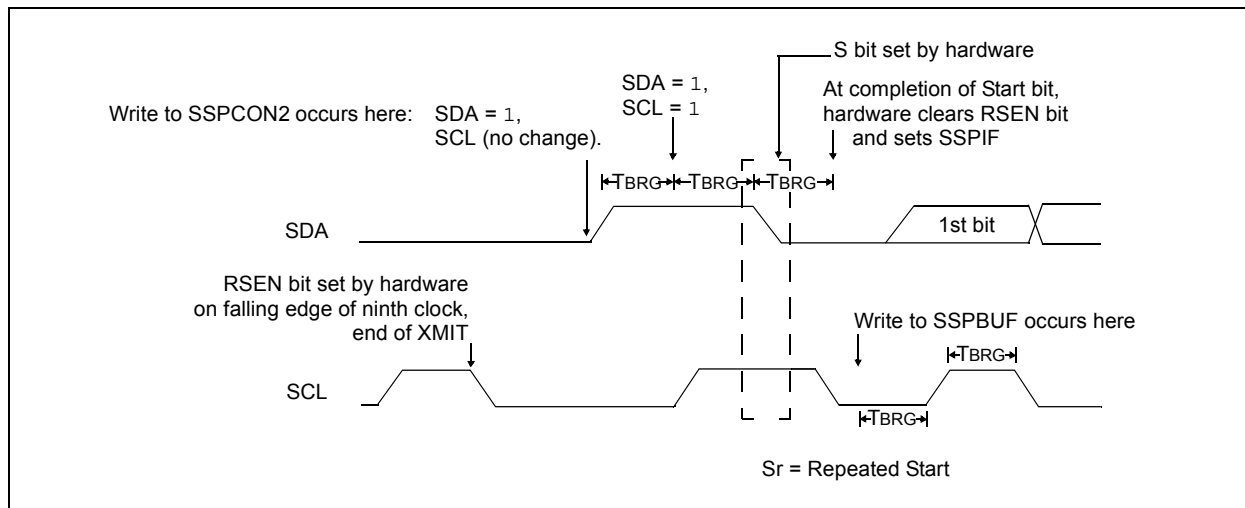 S bit set by hardware
SDA = 1,
SCL = 1
At completion of Start bit,
hardware clears RSEN bit
and sets SSPIF
Write to SSPCON2 occurs here:
SDA = 1,
SCL (no change).
TBRG
TBRG
TBRG
SDA
1st bit
RSEN bit set by hardware
on falling edge of ninth clock,
end of XMIT
Write to SSPBUF occurs here
TBRG
SCL
TBRG
Sr = Repeated Start